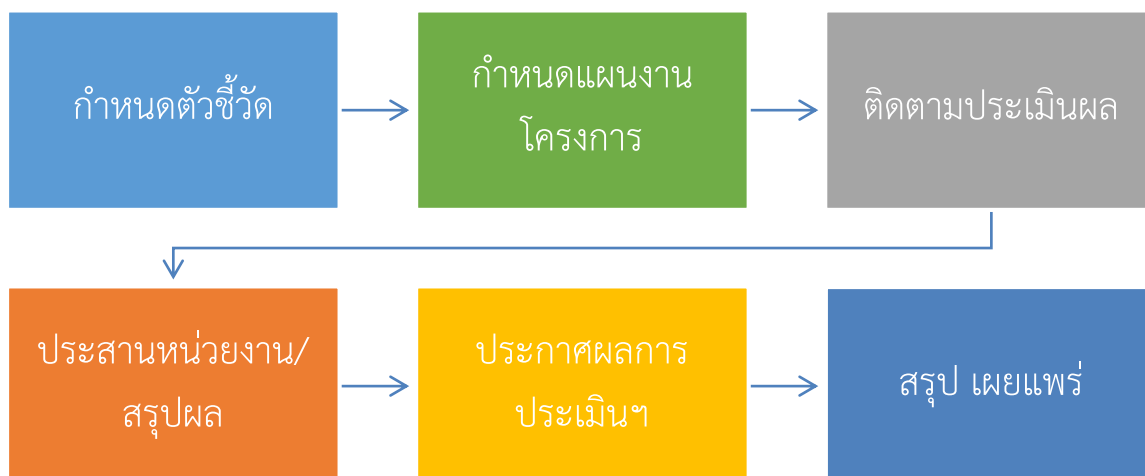 กำหนดตัวชี้วัด
กำหนดแผนงาน
โครงการ
ติดตามประเมินผล
ประสานหน่วยงาน/
สรุปผล
ประกาศผลการ
ประเมินฯ
สรุป เผยแพร่